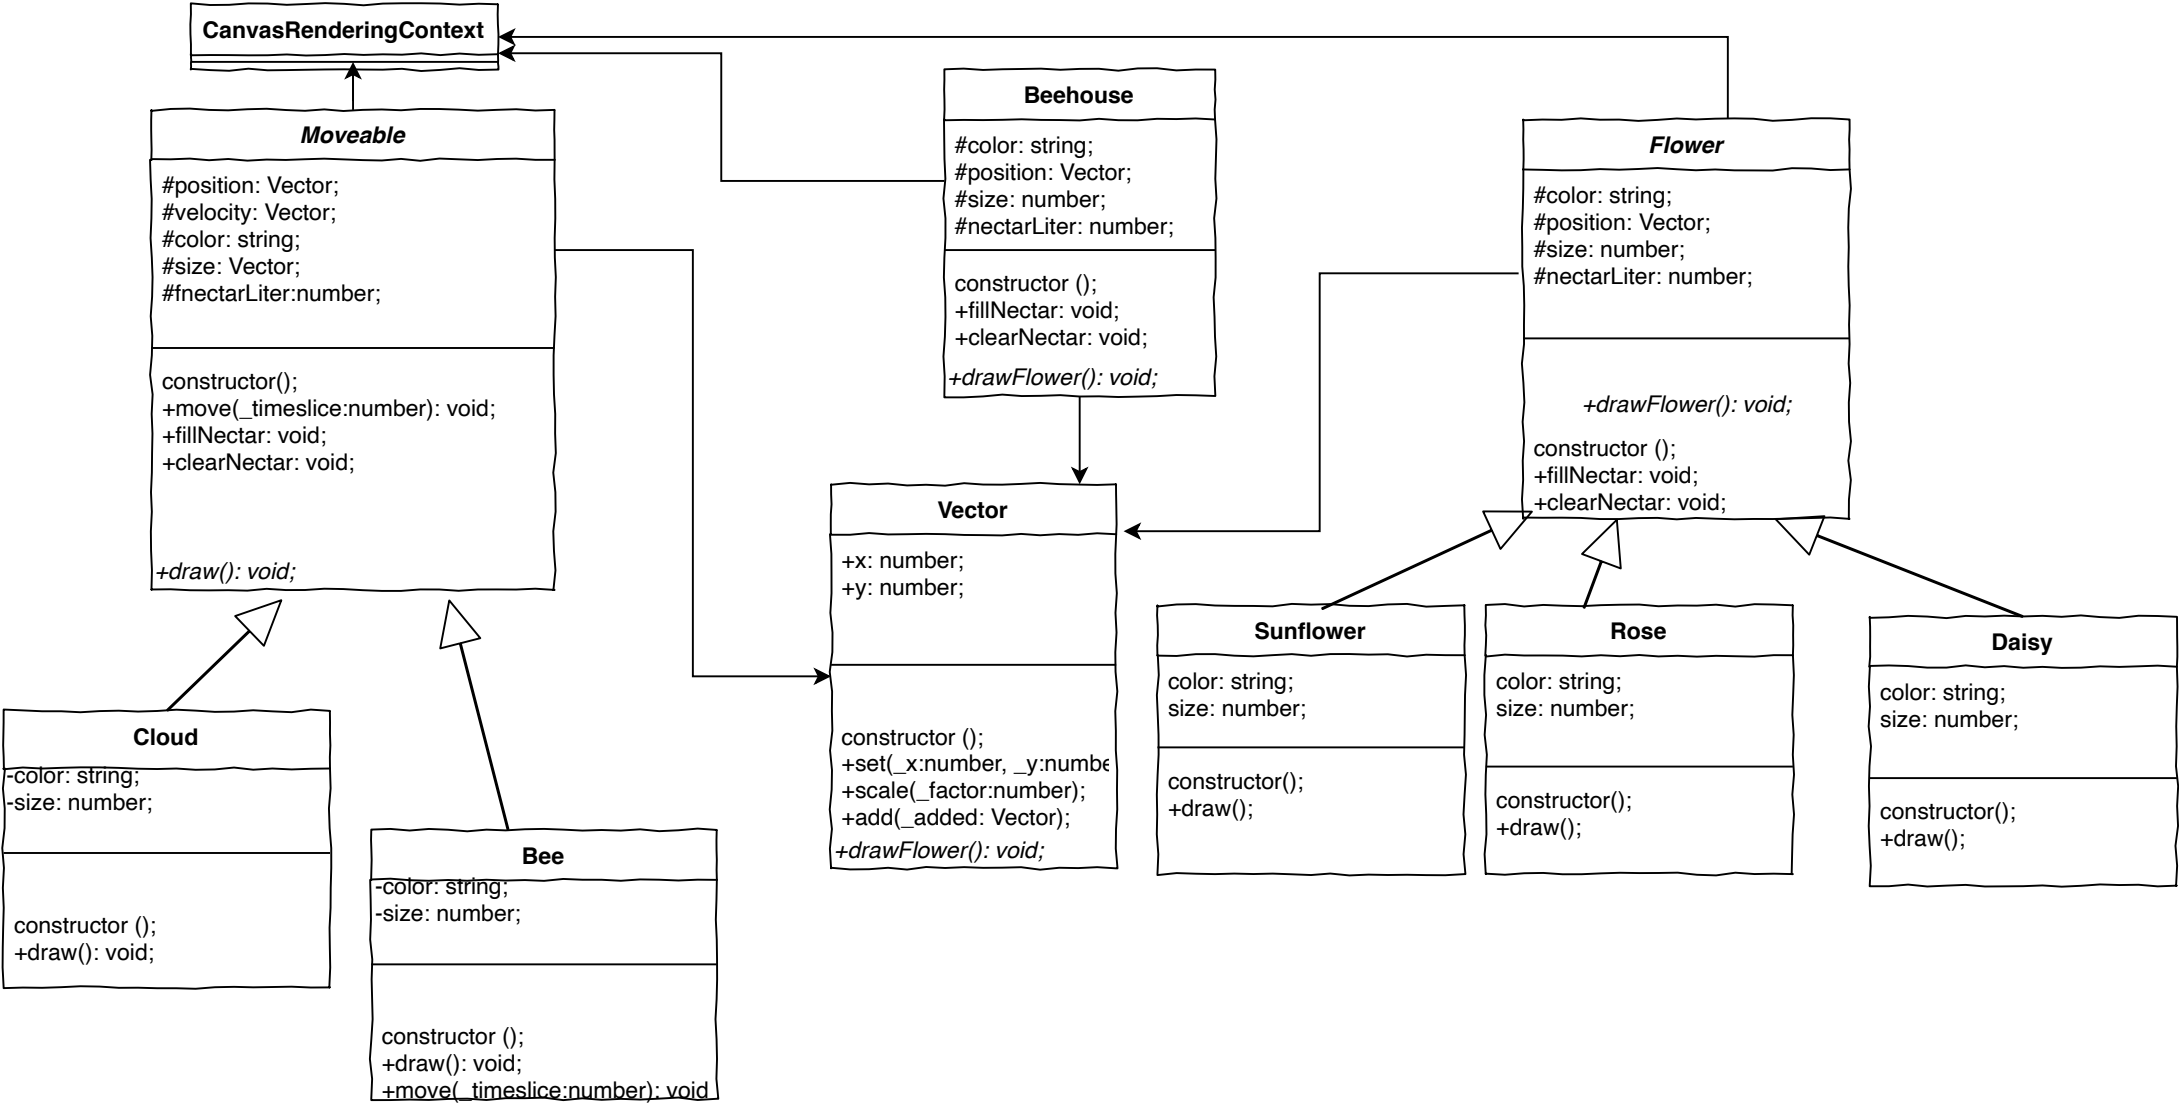 CanvasRenderingContext
Moveable
#position: Vector;
#velocity: Vector;
#color: string;
#size: Vector;
#fnectarLiter:number;
constructor();
+move(_timeslice:number): void;
+fillNectar: void;
+clearNectar: void;
+draw(): void;
Beehouse
#color: string;
#position: Vector;
#size: number;
#nectarLiter: number;
constructor ();
+fillNectar: void;
+clearNectar: void;
+drawFlower(): void;
Flower
#color: string;
#position: Vector;
#size: number;
#nectarLiter: number;
+drawFlower(): void;
constructor ();
+fillNectar: void;
+clearNectar: void;
Vector
+x: number;
+y: number;
constructor ();
+set(_x:number, _y:numbe
+scale(_factor:number);
+add(_added: Vector);
+drawFlower(): void;
Sunflower
color: string;
size: number;
constructor();
+draw();
Rose
color: string;
size: number;
constructor();
+draw();
Daisy
color: string;
size: number;
constructor();
+draw();
Cloud
-color: string;
-size: number;
constructor ();
+draw(): void;
Bee
-color: string;
-size: number;
constructor ();
+draw(): void;
+move(_timeslice:number): void